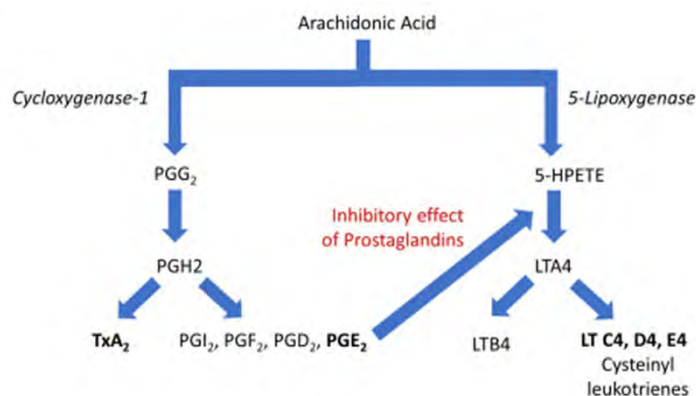 Arachidonic Acid
Cycloxygenase-1
5-Lipoxygenase
PGG₂
5-HPETE
Inhibitory effect
of Prostaglandins
PGH2
LTA4
TxA₂
PGI₂, PGF₂, PGD₂, PGE₂
LTB4
LT C4, D4, E4
Cysteinyl
leukotrienes